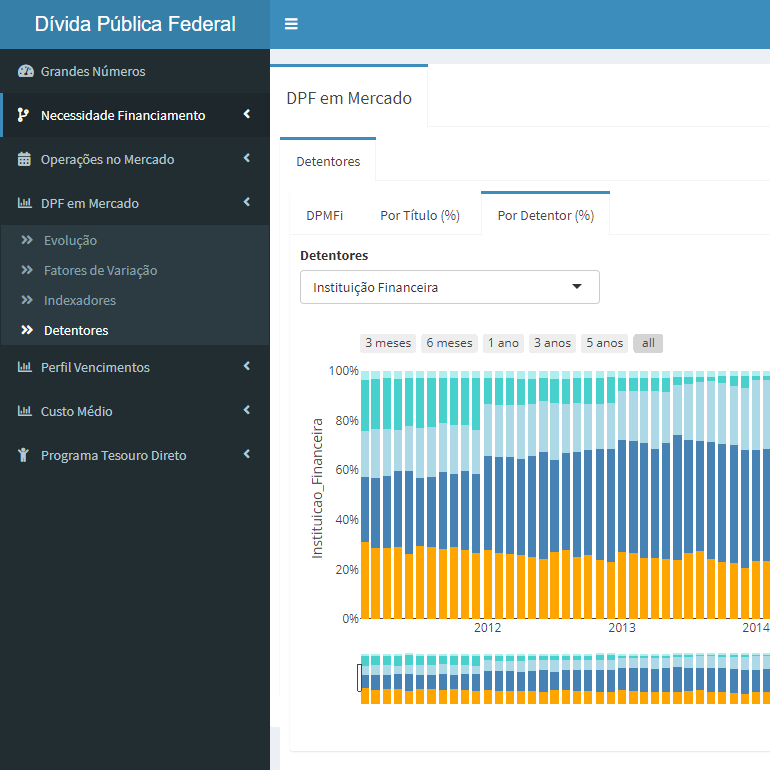 Dívida Pública Federal
Grandes Números
Necessidade Financiamento
Operações no Mercado
DPF em Mercado
Evolução
Fatores de Variação
Indexadores
Detentores
Perfil Vencimentos
Custo Médio
Programa Tesouro Direto
DPF em Mercado
Detentores
DPMFi Por Título (%) Por Detentor (%)
Detentores
Instituição Financeira
3 meses 6 meses 1 ano 3 anos 5 anos all
Instituicao_Financeira
100%
80%
60%
40%
20%
0%
2012 2013 2014